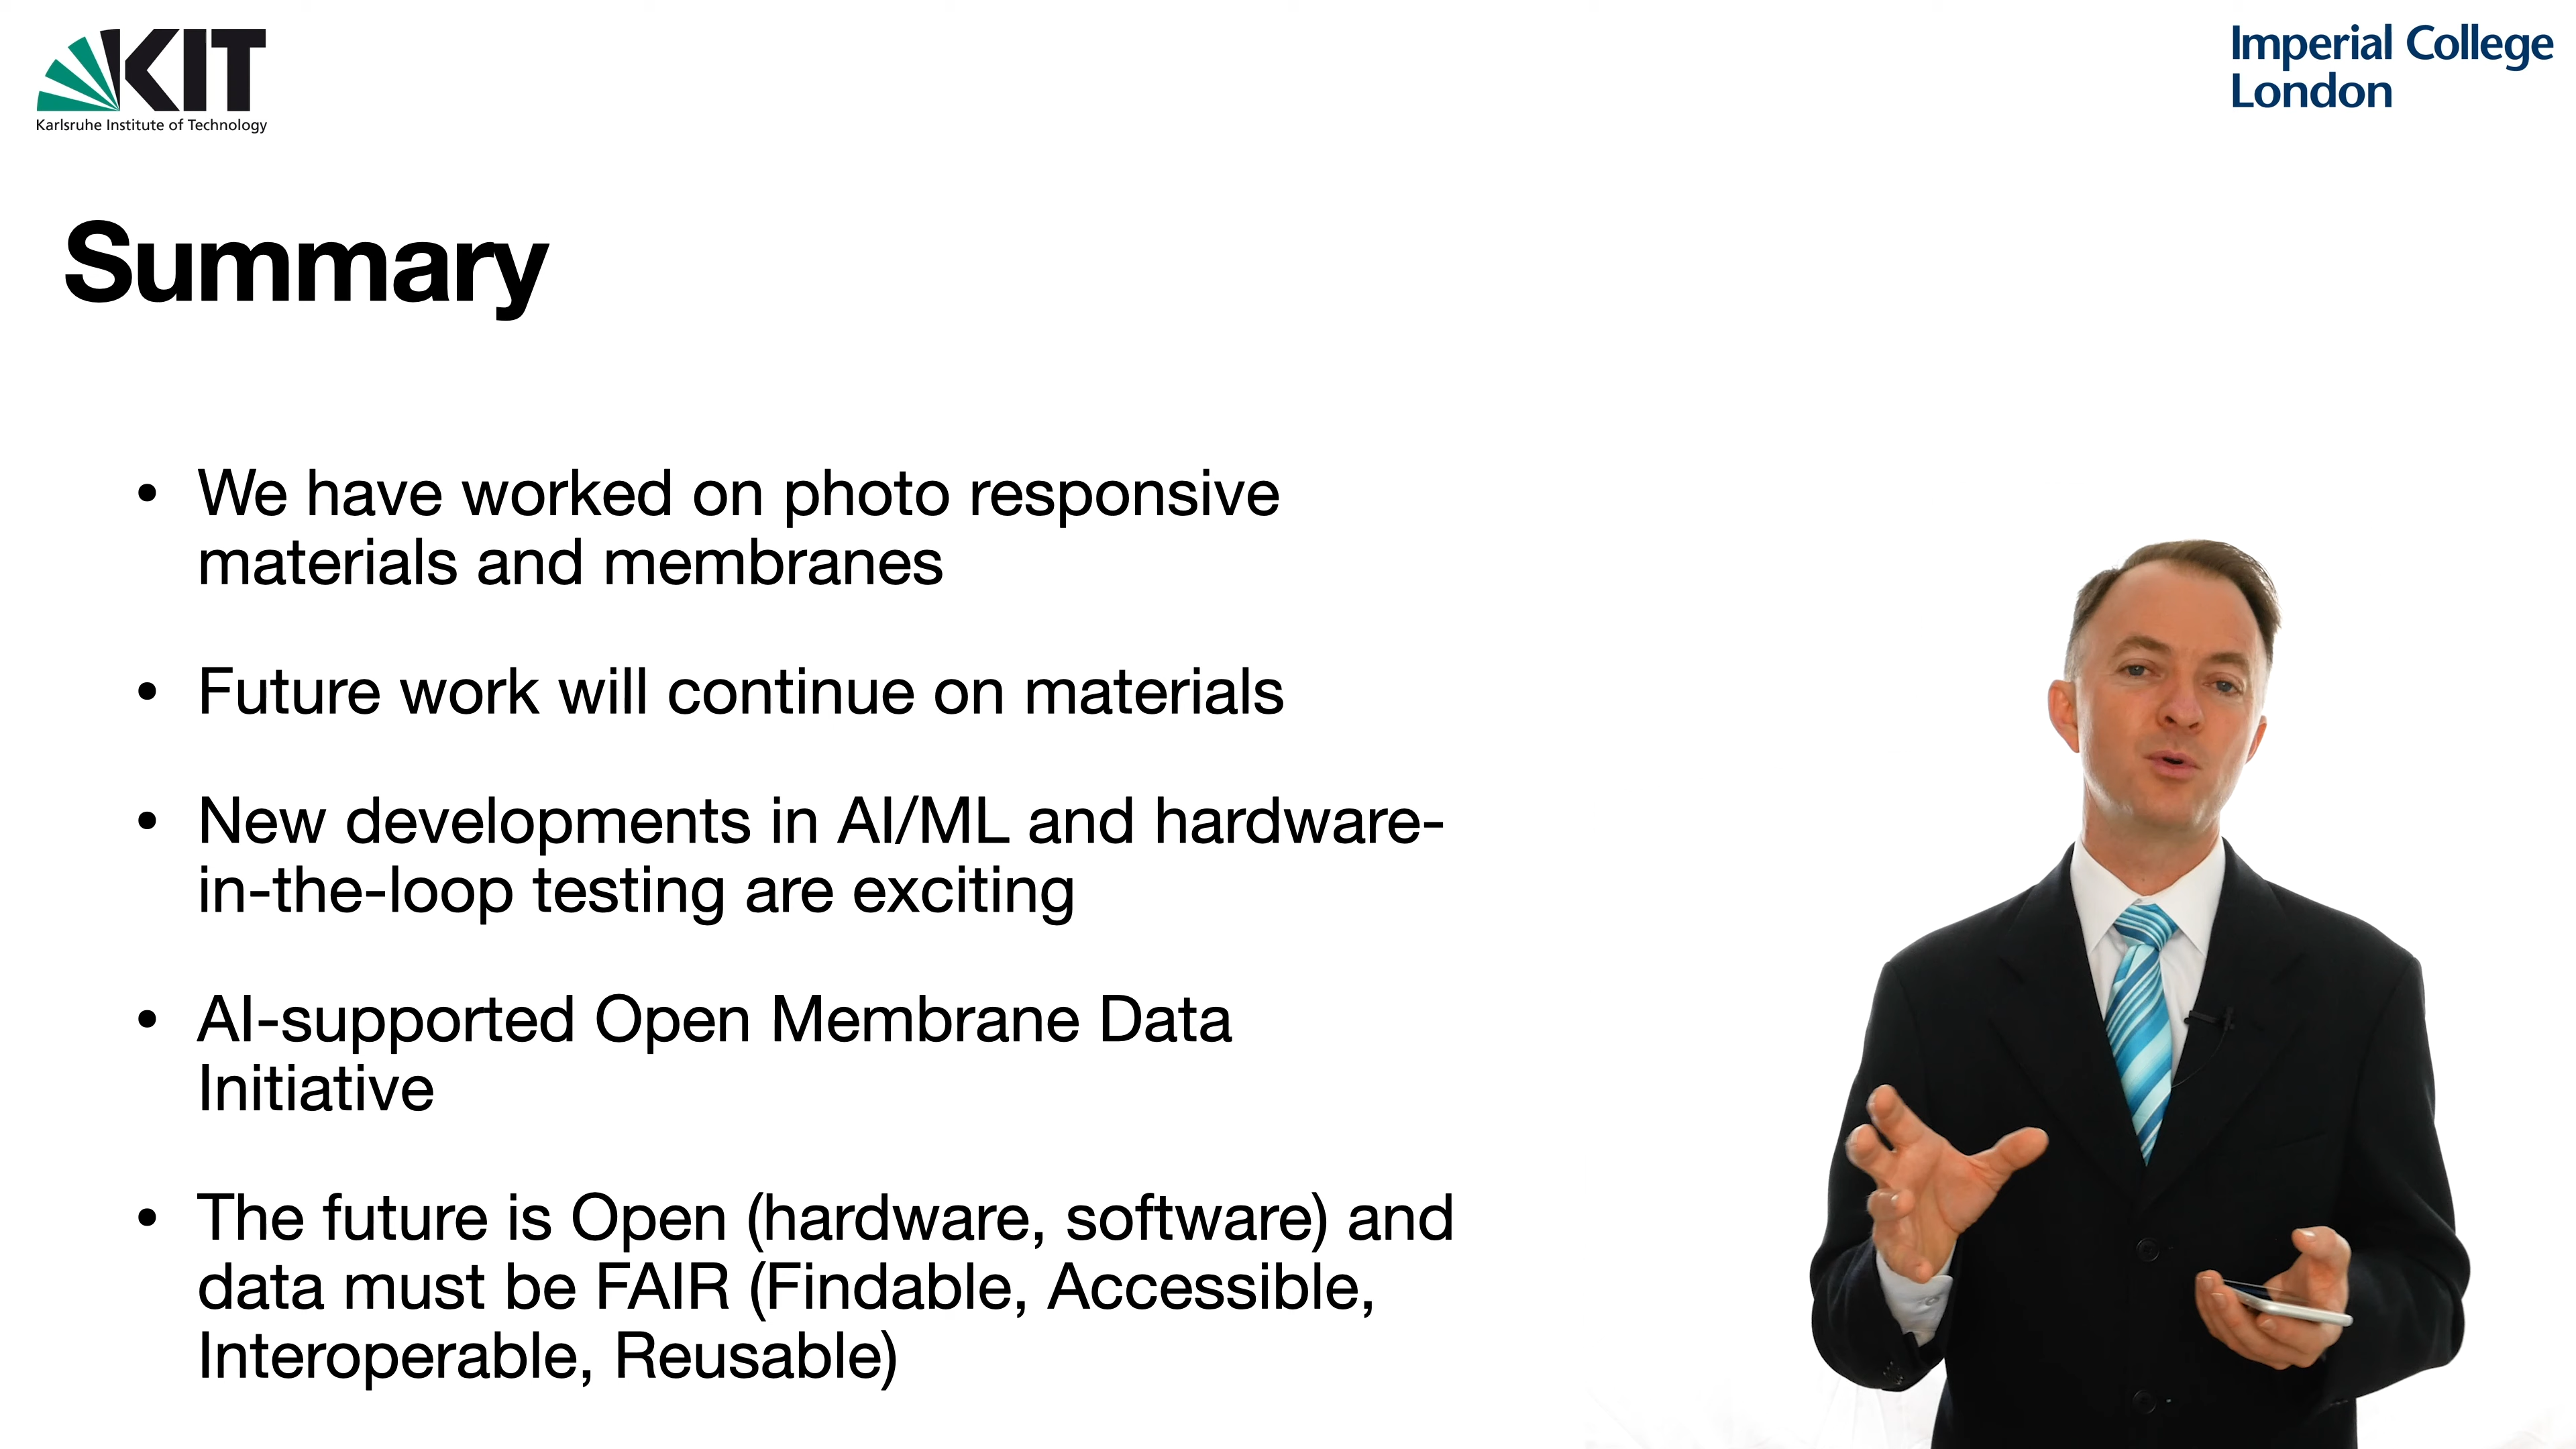 KIT
Karlsruhe Institute of Technology
Imperial College
London
Summary
• We have worked on photo responsive
materials and membranes
• Future work will continue on materials
• New developments in AI/ML and hardware-
in-the-loop testing are exciting
• AI-supported Open Membrane Data
Initiative
• The future is Open (hardware, software) and
data must be FAIR (Findable, Accessible,
Interoperable, Reusable)